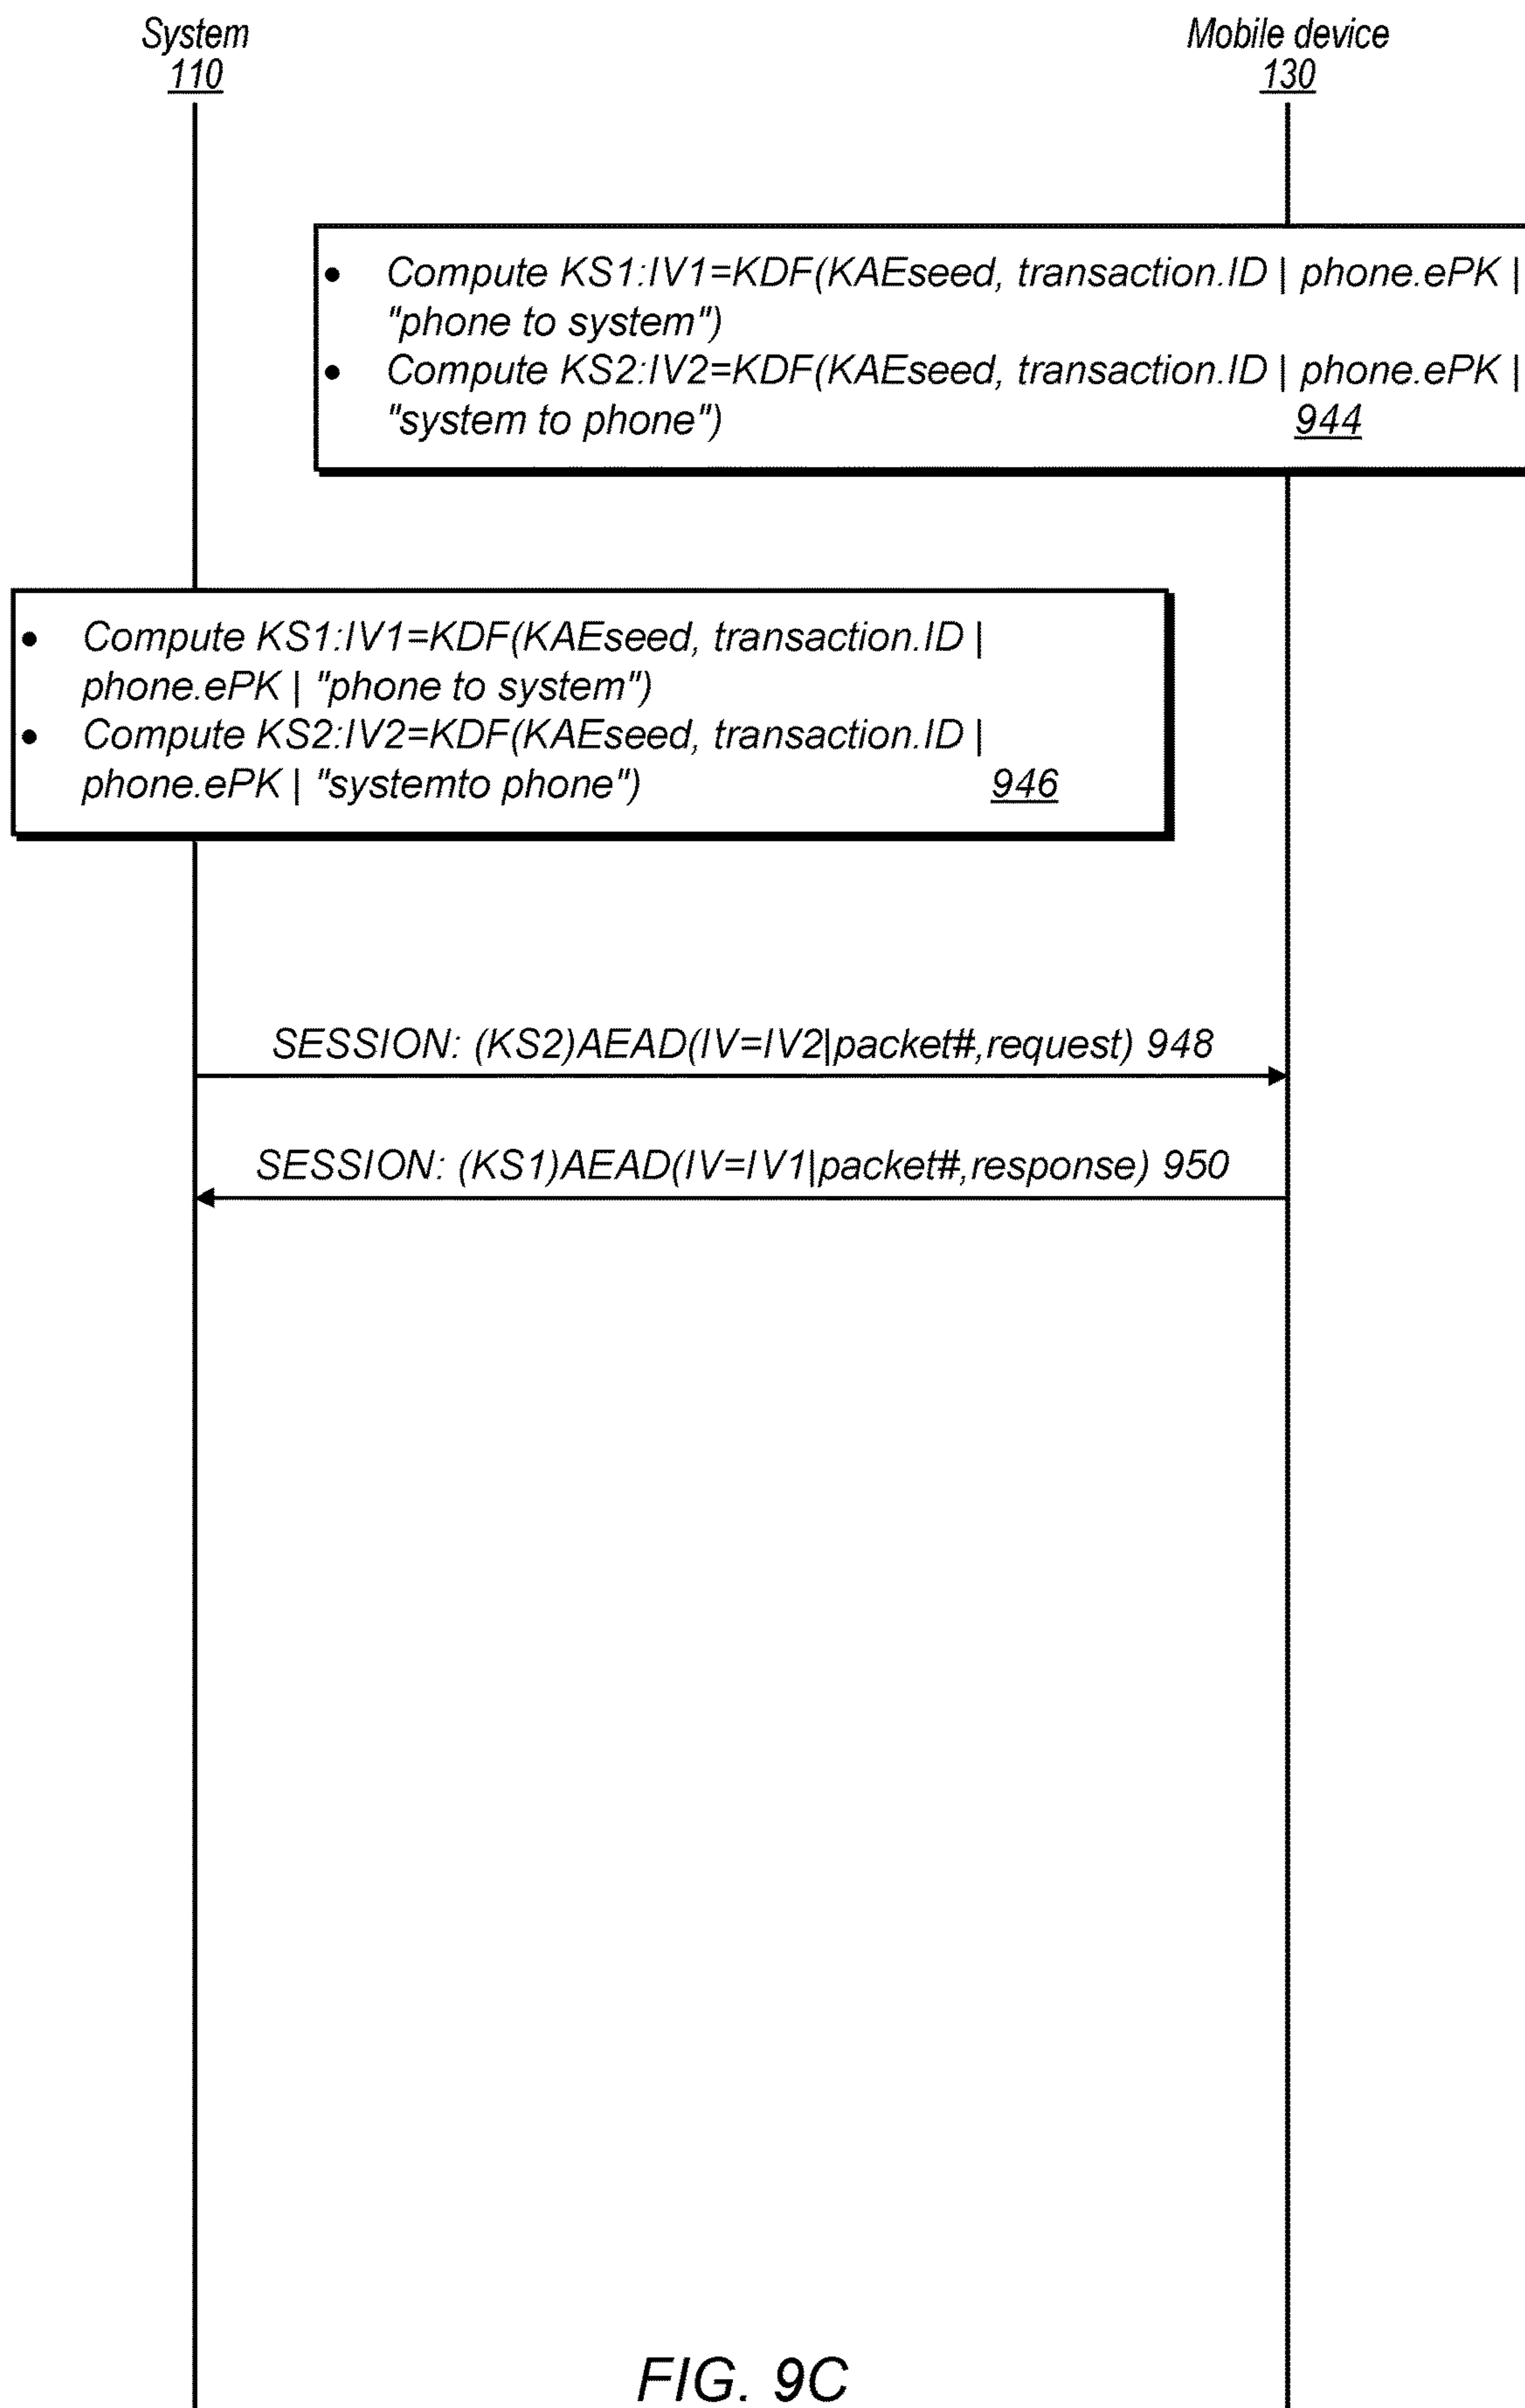 System
110
Mobile device
130
• Compute KS1:IV1=KDF(KAEseed, transaction.ID | phone.ePK |
"phone to system")
• Compute KS2:IV2=KDF(KAEseed, transaction.ID | phone.ePK |
"system to phone") 944
• Compute KS1:IV1=KDF(KAEseed, transaction.ID |
phone.ePK | "phone to system")
• Compute KS2:IV2=KDF(KAEseed, transaction.ID |
phone.ePK | "systemto phone") 946
SESSION: (KS2)AEAD(IV=IV2|packet#,request) 948
SESSION: (KS1)AEAD(IV=IV1|packet#,response) 950
FIG. 9C